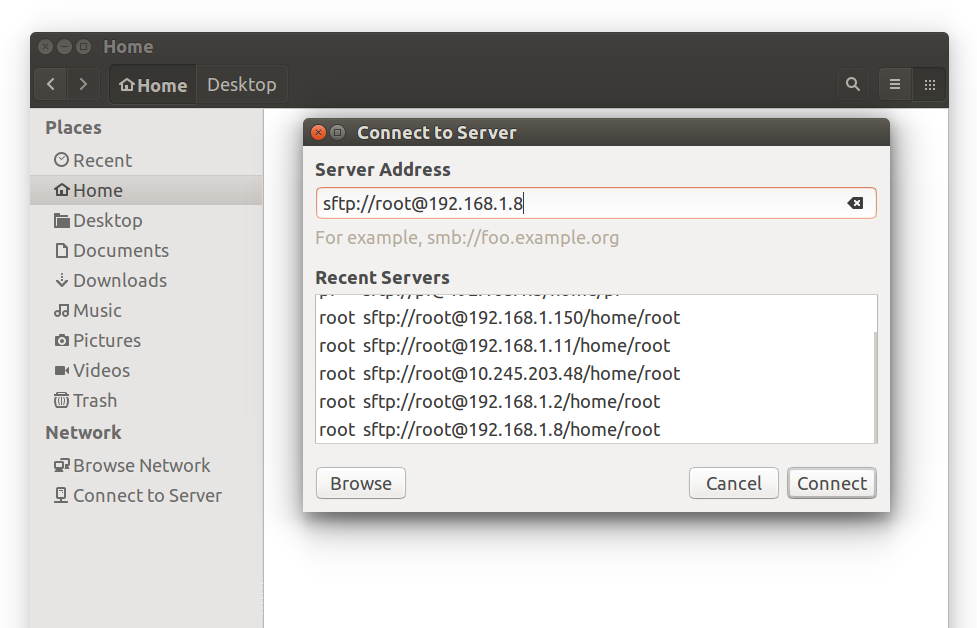 Home
Home Desktop
Places
Recent
Home
Desktop
Documents
Downloads
Music
Pictures
Videos
Trash
Network
Browse Network
Connect to Server
Connect to Server
Server Address
sftp://root@192.168.1.8
For example, smb://foo.example.org
Recent Servers
root sftp://root@192.168.1.150/home/root
root sftp://root@192.168.1.11/home/root
root sftp://root@10.245.203.48/home/root
root sftp://root@192.168.1.2/home/root
root sftp://root@192.168.1.8/home/root
Browse Cancel Connect